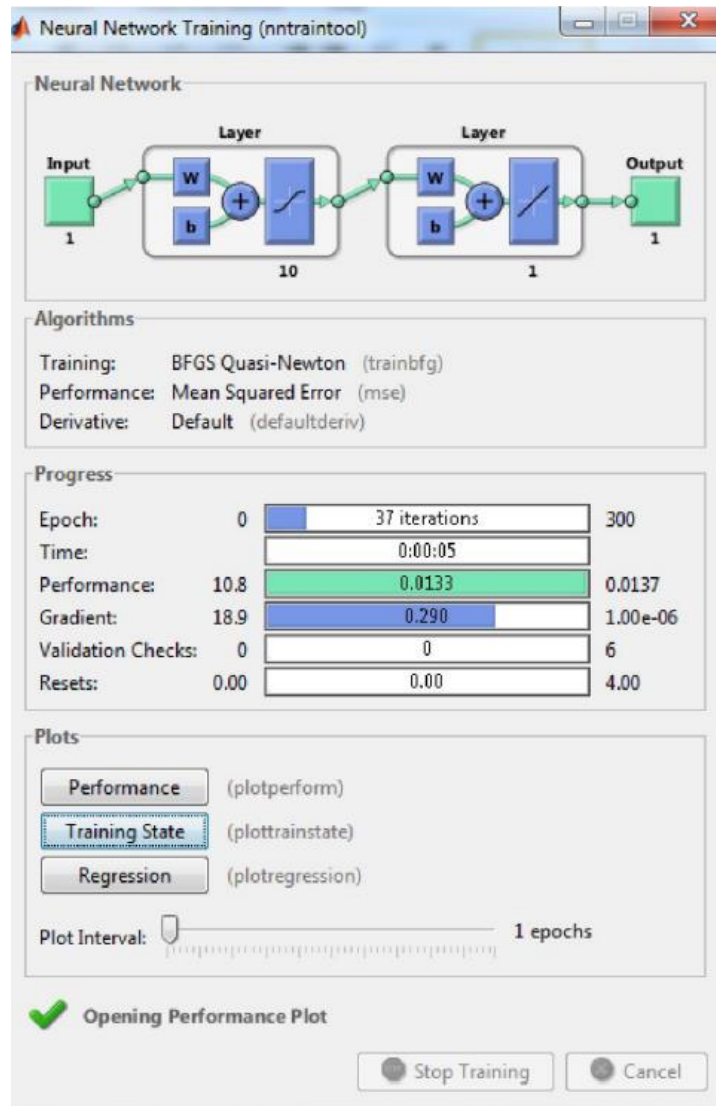 Neural Network Training (nntraintool)
Neural Network
Layer Layer
Input Output
W W
b b
1 1
10 1
Algorithms
Training: BFGS Quasi-Newton (trainbfg)
Performance: Mean Squared Error (mse)
Derivative: Default (defaultderiv)
Progress
Epoch: 0 37 iterations 300
Time: 0:00:05
Performance: 10.8 0.0133 0.0137
Gradient: 18.9 0.290 1.00e-06
Validation Checks: 0 0 6
Resets: 0.00 0.00 4.00
Plots
Performance (plotperform)
Training State (plottrainstate)
Regression (plotregression)
Plot Interval: 1 epochs
Opening Performance Plot
Stop Training Cancel